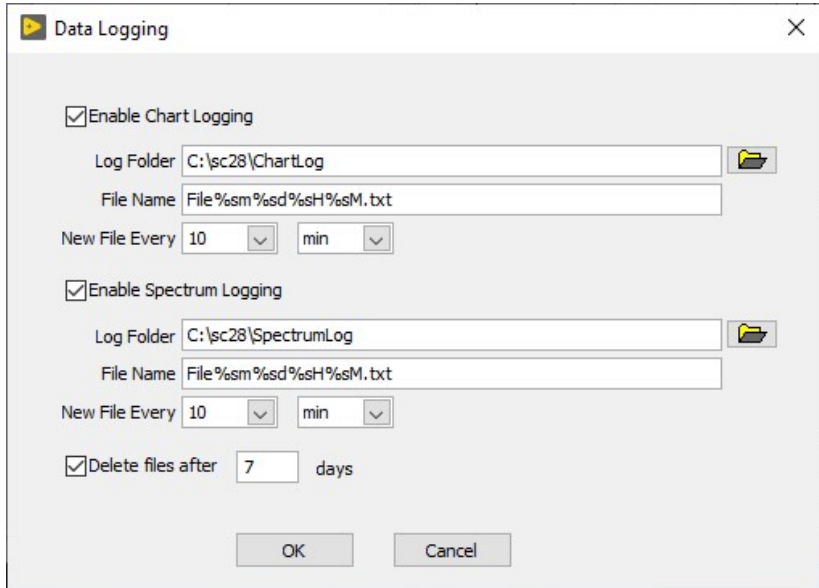 Data Logging
Enable Chart Logging
Log Folder C:\sc28\ChartLog
File Name File%sm%sd%sH%sM.txt
New File Every 10 min
Enable Spectrum Logging
Log Folder C:\sc28\SpectrumLog
File Name File%sm%sd%sH%sM.txt
New File Every 10 min
Delete files after 7 days
OK Cancel